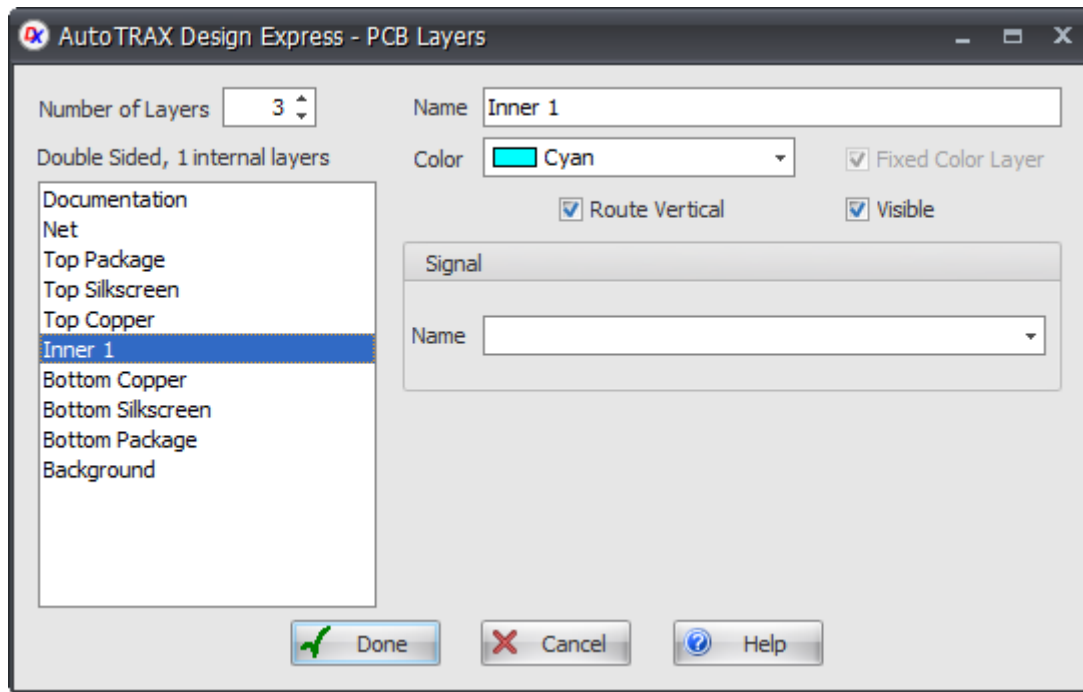 AutoTRAX Design Express - PCB Layers
Number of Layers 3
Name Inner 1
Double Sided, 1 internal layers
Color Cyan
Fixed Color Layer
Route Vertical
Visible
Documentation
Net
Top Package
Top Silkscreen
Top Copper
Inner 1
Bottom Copper
Bottom Silkscreen
Bottom Package
Background
Signal
Name
Done
Cancel
Help